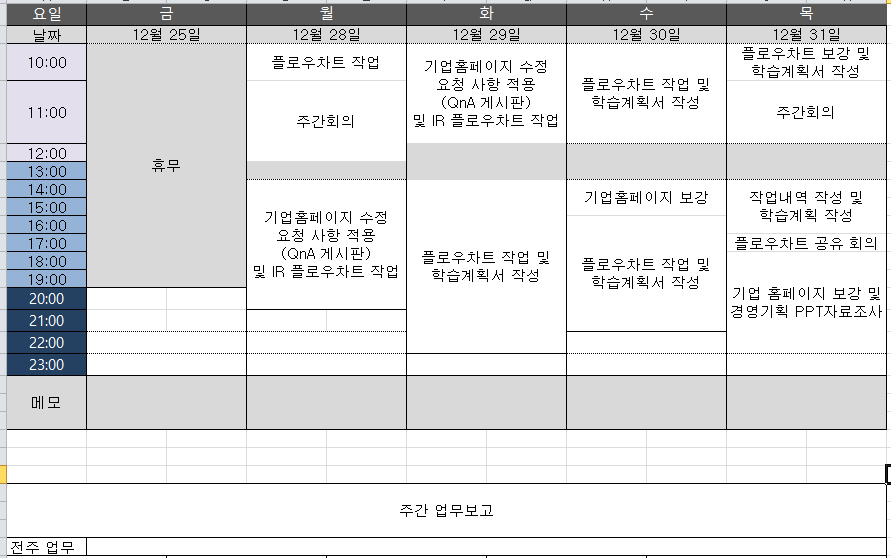 요일 금 월 화 수 목
날짜 12월 25일 12월 28일 12월 29일 12월 30일 12월 31일
10:00
11:00
12:00
13:00
14:00
15:00
16:00
17:00
18:00
19:00
20:00
21:00
22:00
23:00
휴무
플로우차트 작업
주간회의
기업홈페이지 수정
요청 사항 적용
(QnA 게시판)
및 IR 플로우차트 작업
기업홈페이지 수정
요청 사항 적용
(QnA 게시판)
및 IR 플로우차트 작업
플로우차트 작업 및
학습계획서 작성
플로우차트 작업 및
학습계획서 작성
기업홈페이지 보강
플로우차트 작업 및
학습계획서 작성
플로우차트 보강 및
학습계획서 작성
주간회의
작업내역 작성 및
학습계획 작성
플로우차트 공유 회의
기업 홈페이지 보강 및
경영기획 PPT자료조사
메모
주간 업무보고
전주 업무